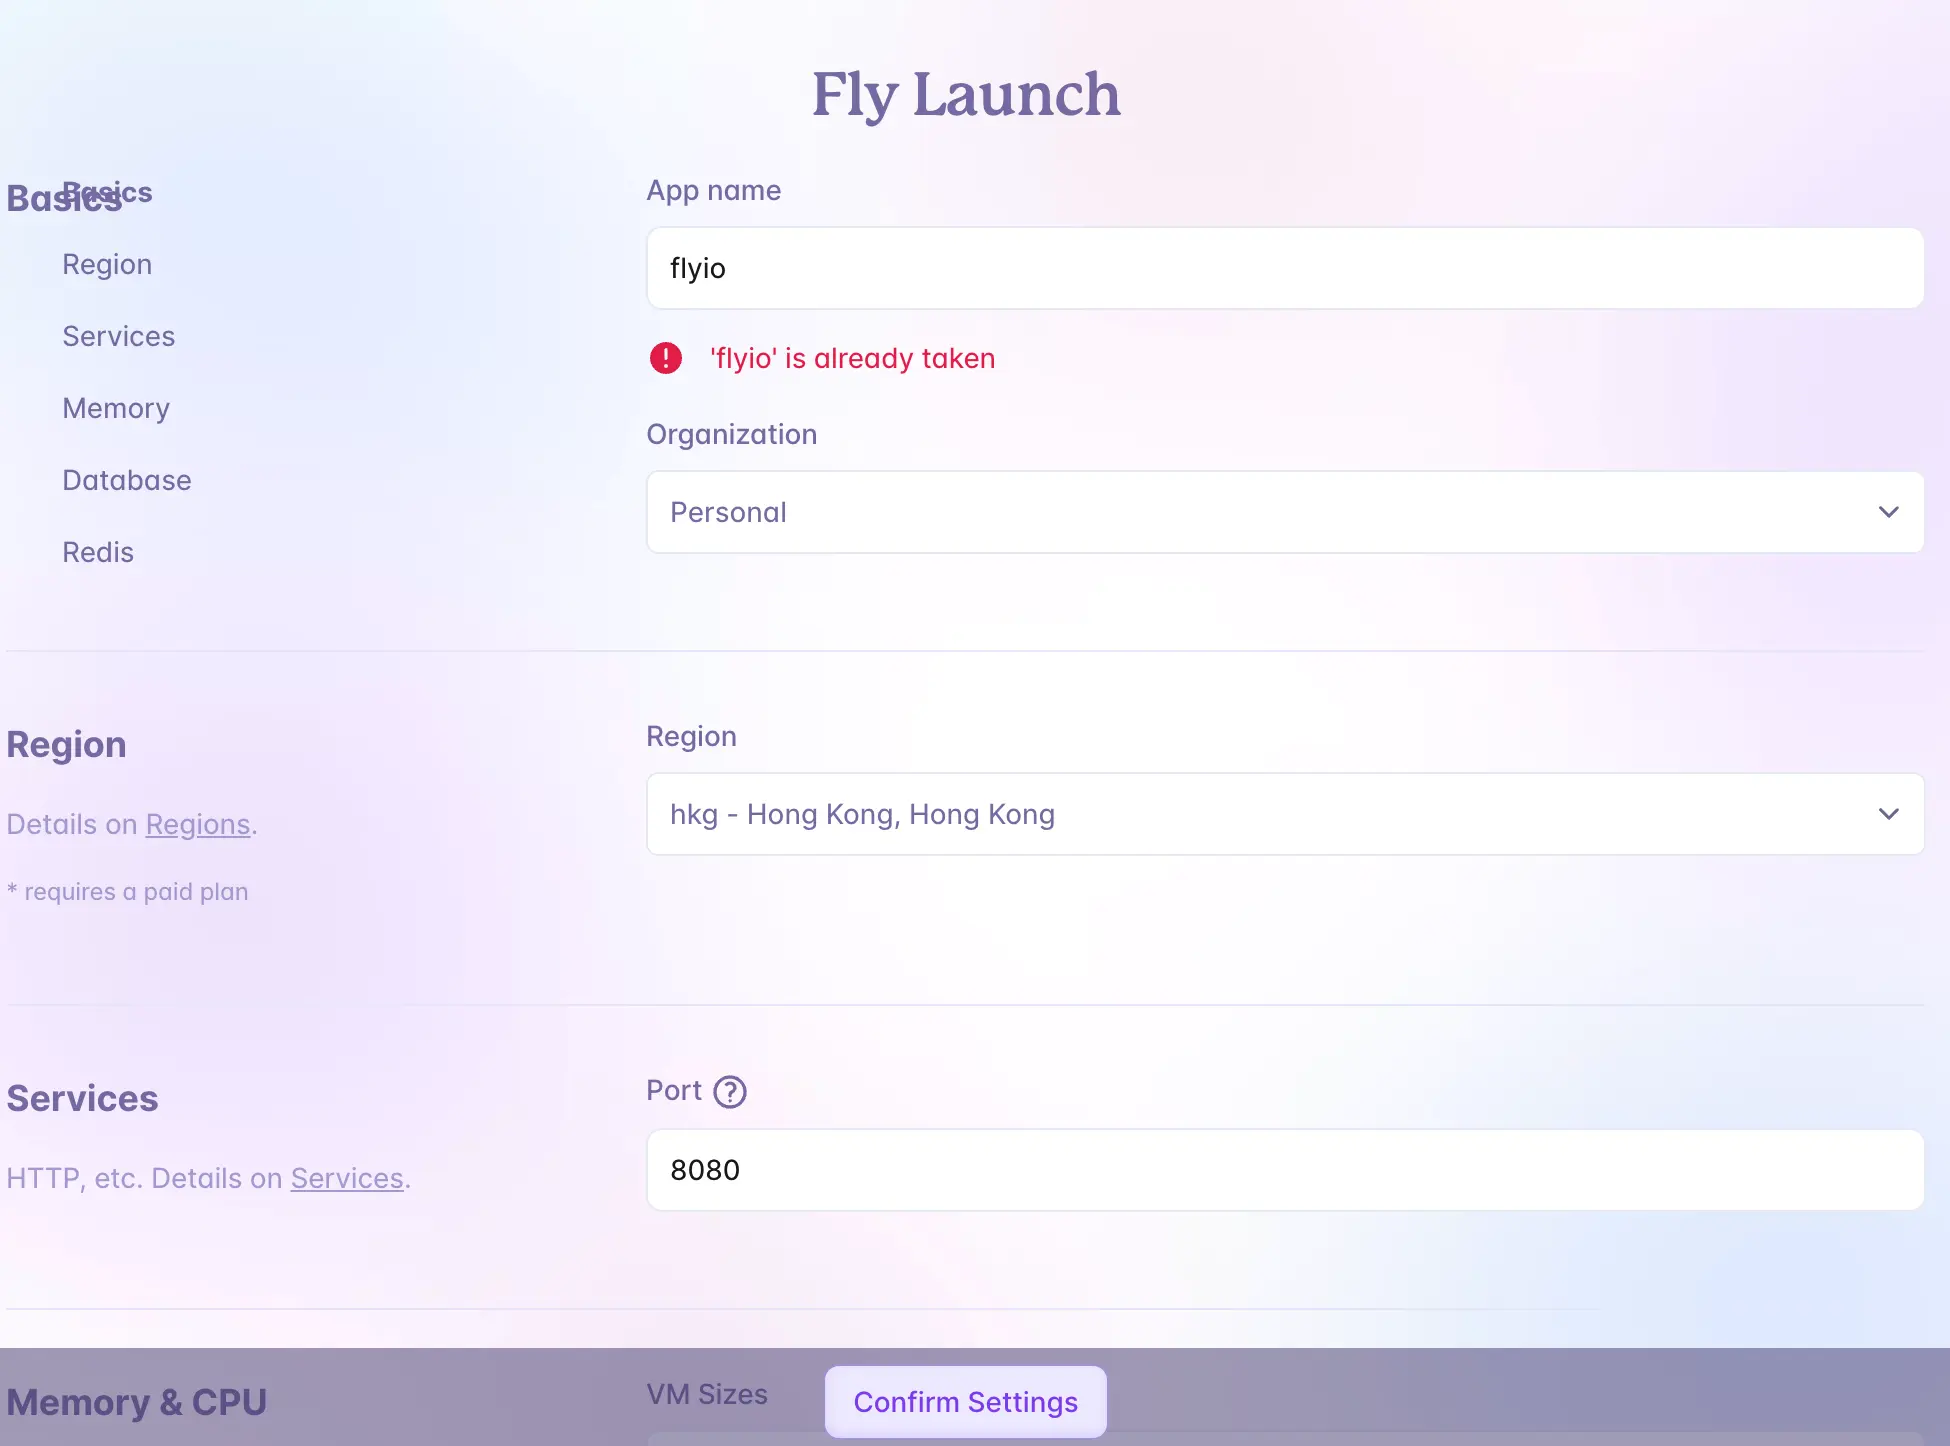 Fly Launch
Basics
Basics
Region
Services
Memory
Database
Redis
App name
flyio
'flyio' is already taken
Organization
Personal
Region
Details on Regions.
* requires a paid plan
Region
hkg - Hong Kong, Hong Kong
Services
HTTP, etc. Details on Services.
Port ?
8080
Memory & CPU
VM Sizes
Confirm Settings